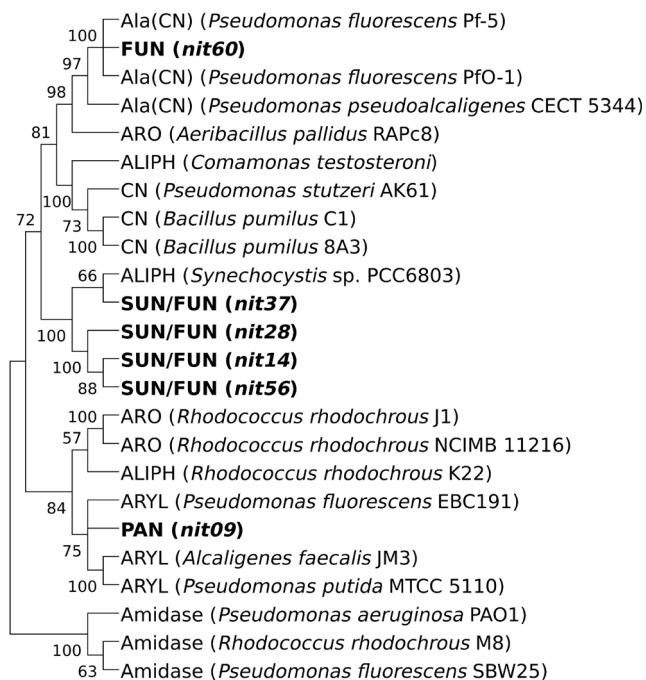 Ala(CN) (Pseudomonas fluorescens Pf-5)
100
FUN (nit60)
97
Ala(CN) (Pseudomonas fluorescens PfO-1)
98
Ala(CN) (Pseudomonas pseudoalcaligenes CECT 5344)
81
ARO (Aeribacillus pallidus RAPc8)
ALIPH (Comamonas testosteroni)
CN (Pseudomonas stutzeri AK61)
100
72
CN (Bacillus pumilus C1)
73
CN (Bacillus pumilus 8A3)
100
ALIPH (Synechocystis sp. PCC6803)
66
SUN/FUN (nit37)
SUN/FUN (nit28)
100
SUN/FUN (nit14)
100
SUN/FUN (nit56)
88
ARO (Rhodococcus rhodochrous J1)
100
57
ARO (Rhodococcus rhodochrous NCIMB 11216)
ALIPH (Rhodococcus rhodochrous K22)
ARYL (Pseudomonas fluorescens EBC191)
84
PAN (nit09)
75
ARYL (Alcaligenes faecalis JM3)
ARYL (Pseudomonas putida MTCC 5110)
100
Amidase (Pseudomonas aeruginosa PAO1)
Amidase (Rhodococcus rhodochrous M8)
100
Amidase (Pseudomonas fluorescens SBW25)
63